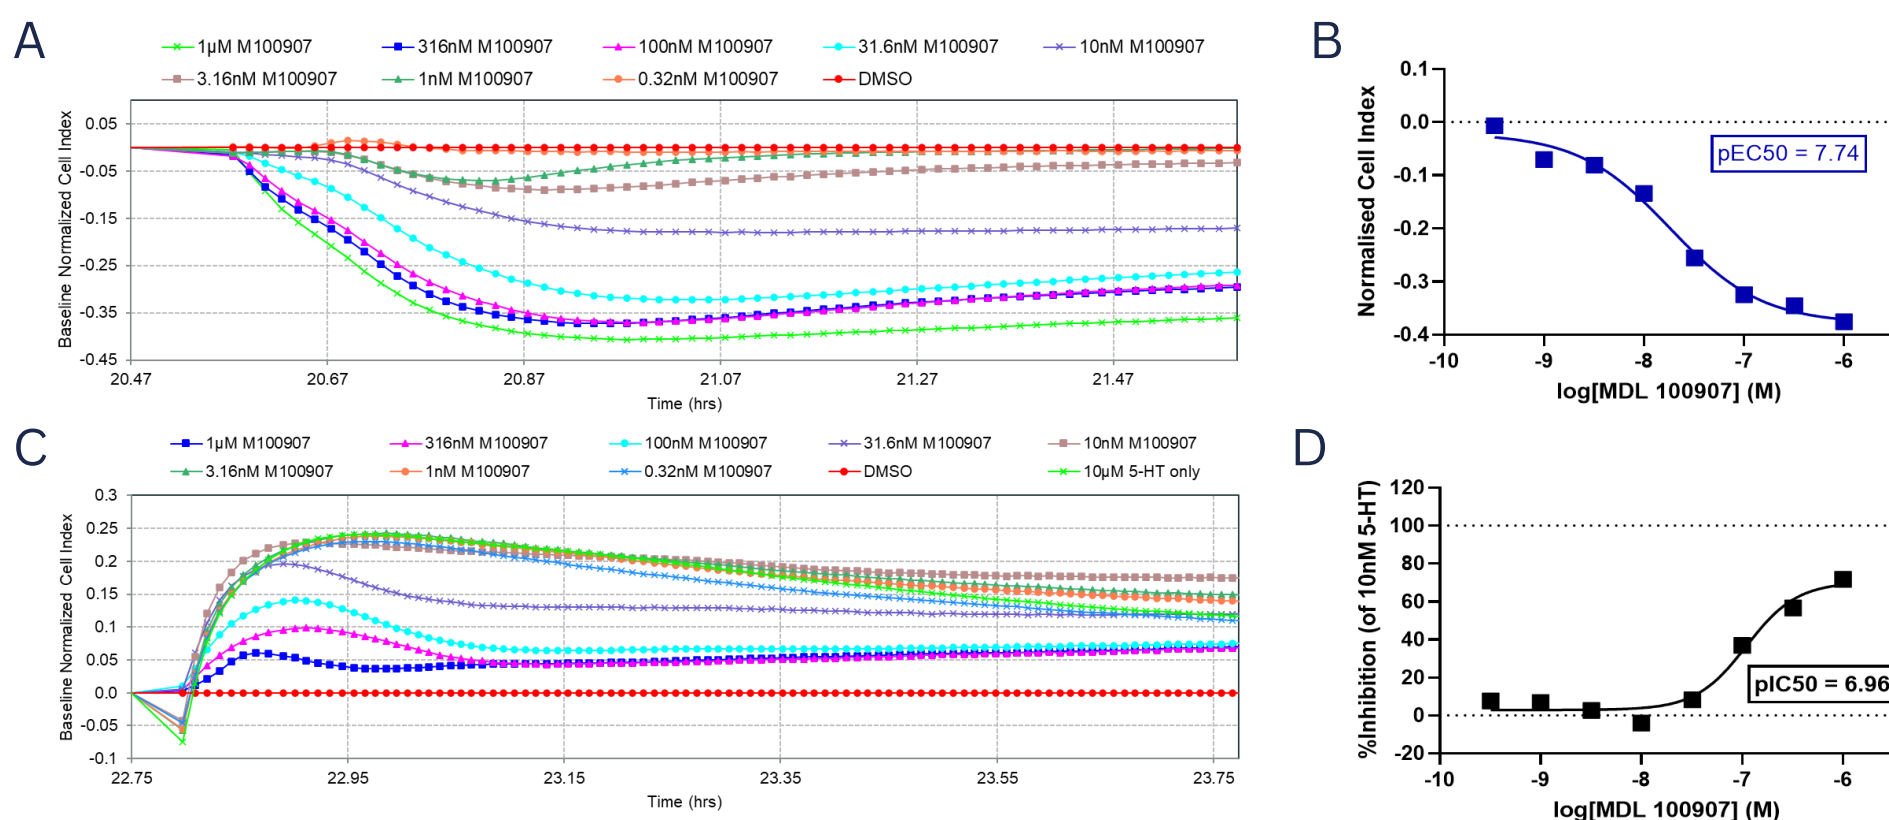 A
1µM M100907 316nM M100907 100nM M100907 31.6nM M100907 10nM M100907
3.16nM M100907 1nM M100907 0.32nM M100907 DMSO
Baseline Normalized Cell Index
0.05
-0.05
-0.15
-0.25
-0.35
-0.45
20.47 20.67 20.87 21.07 21.27 21.47
Time (hrs)
B
Normalised Cell Index
0.1
0.0
-0.1
-0.2
-0.3
-0.4
pEC50 = 7.74
-10 -9 -8 -7 -6
log[MDL 100907] (M)
C
1µM M100907 316nM M100907 100nM M100907 31.6nM M100907 10nM M100907
3.16nM M100907 1nM M100907 0.32nM M100907 DMSO 10µM 5-HT only
Baseline Normalized Cell Index
0.3
0.25
0.2
0.15
0.1
0.05
0.0
-0.05
-0.1
22.75 22.95 23.15 23.35 23.55 23.75
Time (hrs)
D
%Inhibition (of 10nM 5-HT)
120
100
80
60
40
20
0
-20
pIC50 = 6.96
-10 -9 -8 -7 -6
log[MDL 100907] (M)